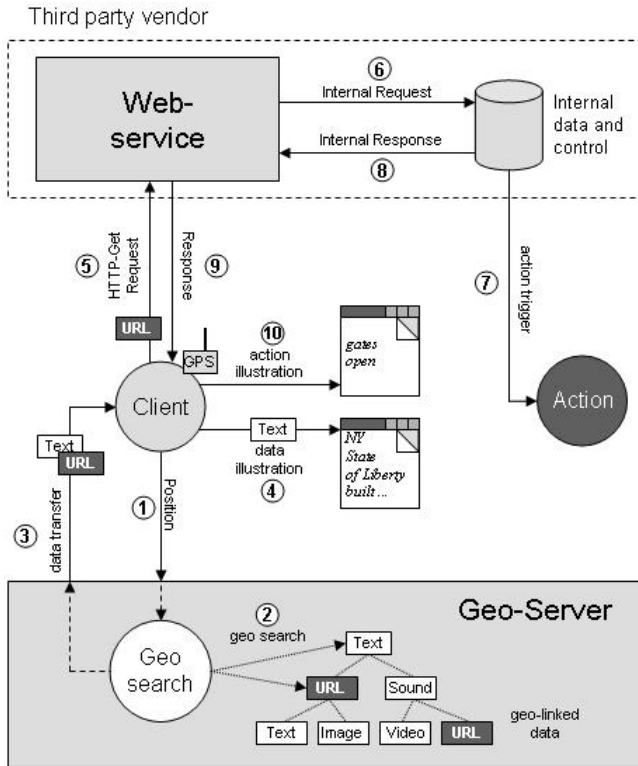 Third party vendor
Web-
service
6
Internal Request
Internal Response
8
Internal
data and
control
5
HTTP-Get
Request
Response
9
7
action trigger
URL
GPS
10
action
illustration
gates
open
Client
Action
Text
data
illustration
4
NY
State
of Liberty
built ...
Text
URL
3
data transfer
1
Position
Geo-Server
2
geo search
Geo
search
Text
URL
Sound
Text
Image
Video
URL
geo-linked
data